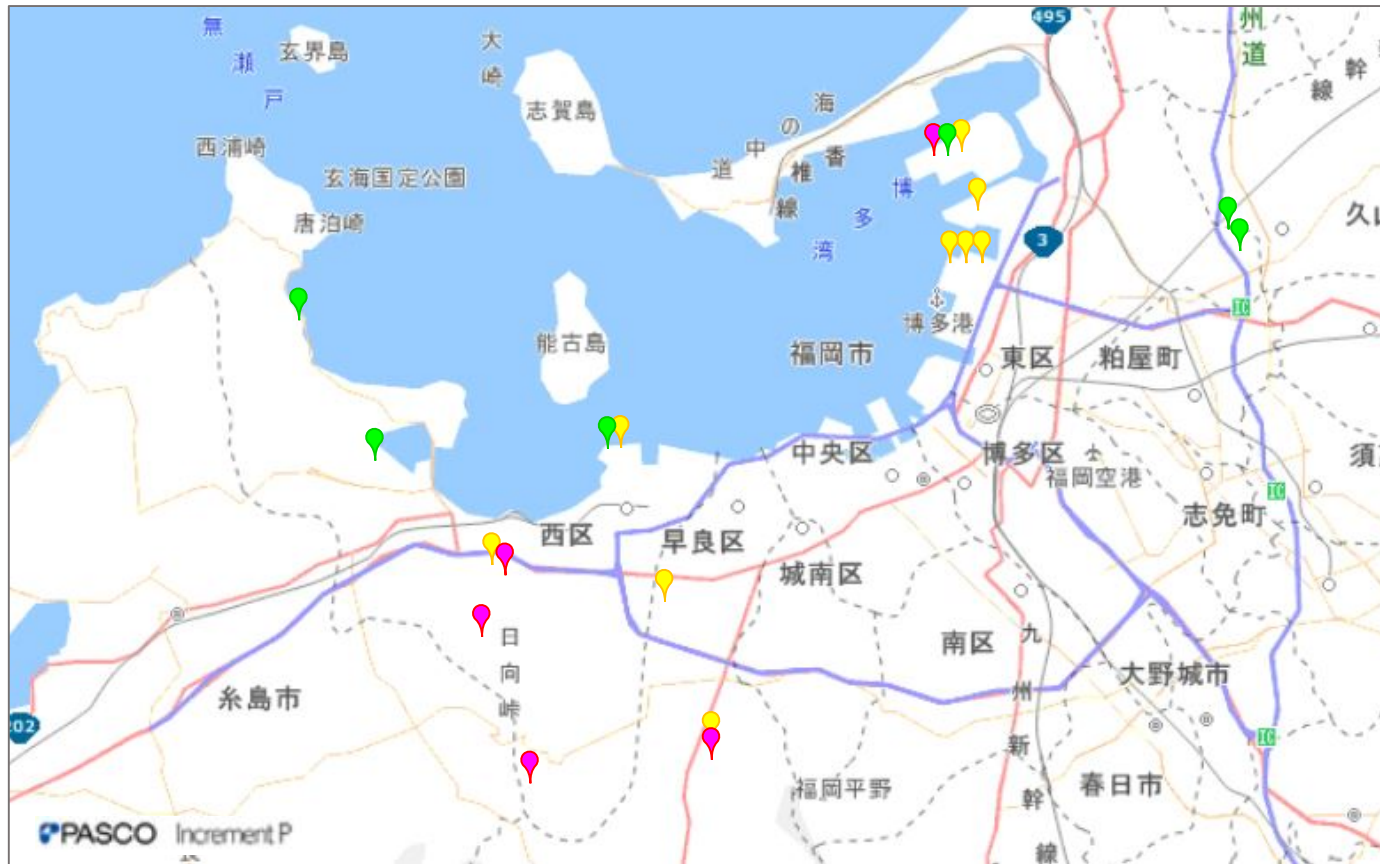 495
州道
無瀬戸
玄界島
大崎
志賀島
海の中道
香椎線
幹線
西浦崎
玄海国定公園
唐泊崎
博多湾
3
久山
IC
能古島
博多港
福岡市
東区
粕屋町
中央区
博多区
福岡空港
須
IC
志免町
西区
早良区
城南区
日向峠
南区
九州新幹線
大野城市
糸島市
202
IC
春日市
福岡平野
PASCO Increment P